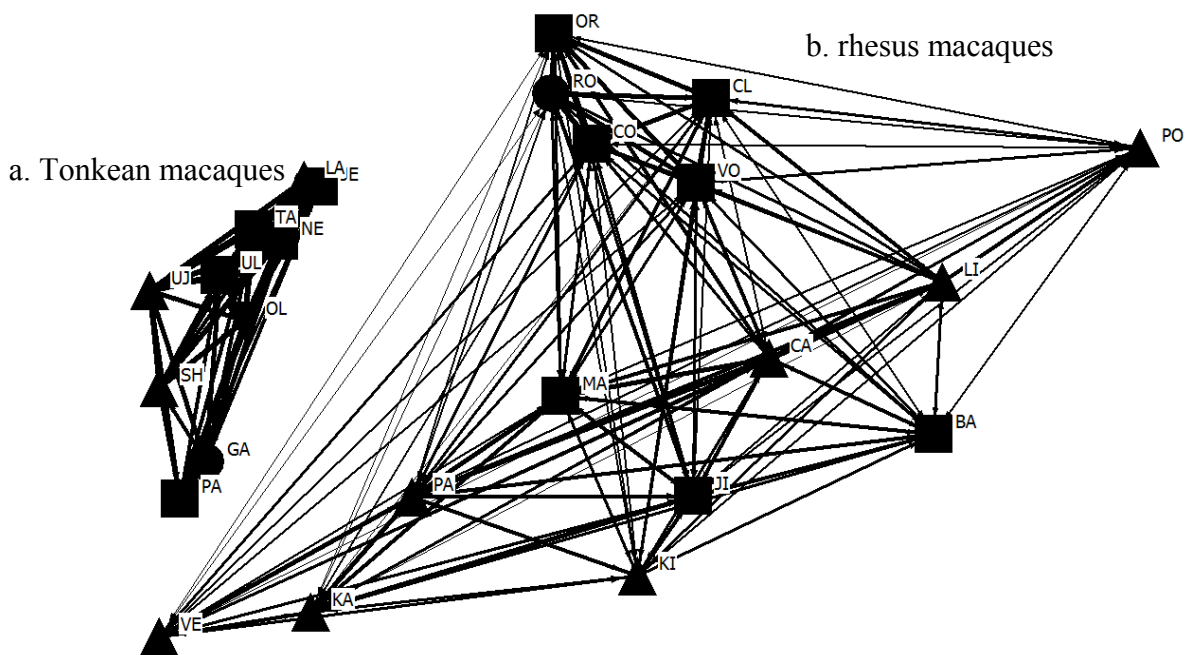 OR
b. rhesus macaques
RO
CL
CO
PO
VO
a. Tonkean macaques
LA
JE
TA
NE
UL
UJ
OL
LI
CA
SH
MA
BA
GA
PA
PA
JI
KI
KA
VE